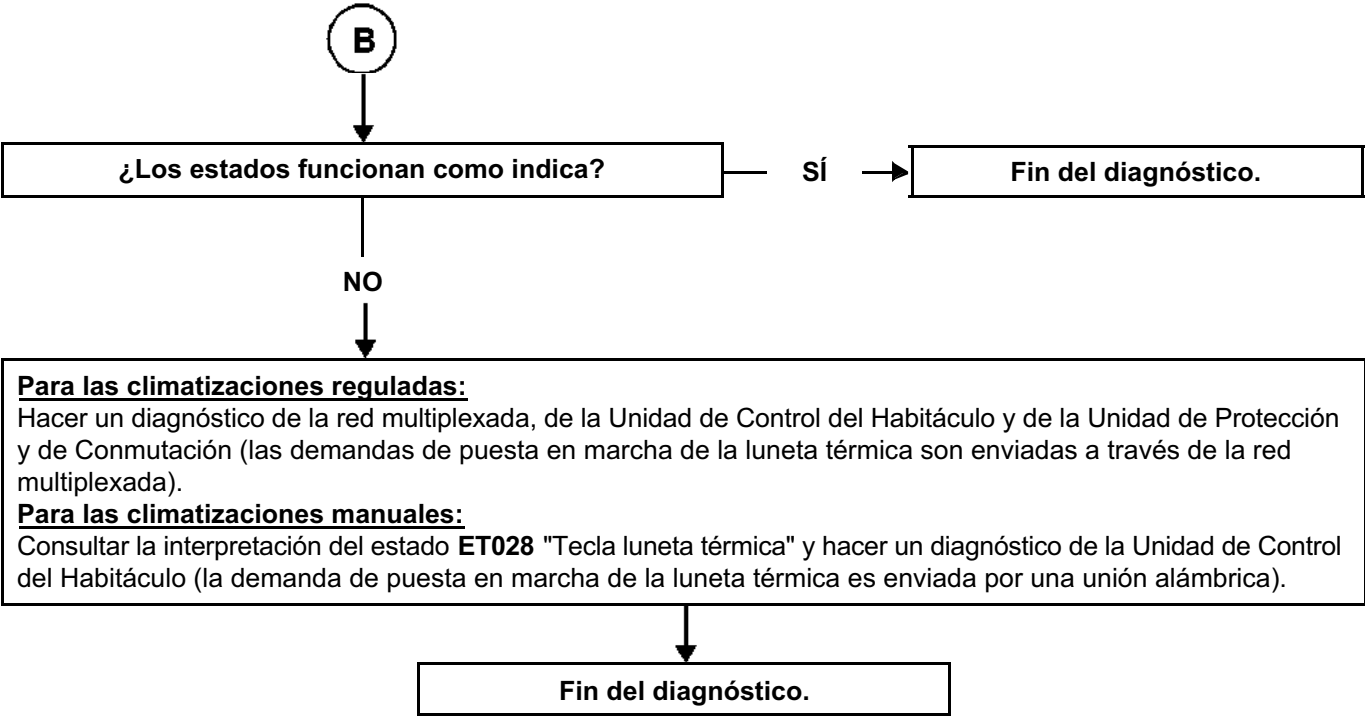 B
¿Los estados funcionan como indica?
SÍ
Fin del diagnóstico.
NO
Para las climatizaciones reguladas:
Hacer un diagnóstico de la red multiplexada, de la Unidad de Control del Habitáculo y de la Unidad de Protección
y de Conmutación (las demandas de puesta en marcha de la luneta térmica son enviadas a través de la red
multiplexada).
Para las climatizaciones manuales:
Consultar la interpretación del estado ET028 "Tecla luneta térmica" y hacer un diagnóstico de la Unidad de Control
del Habitáculo (la demanda de puesta en marcha de la luneta térmica es enviada por una unión alámbrica).
Fin del diagnóstico.